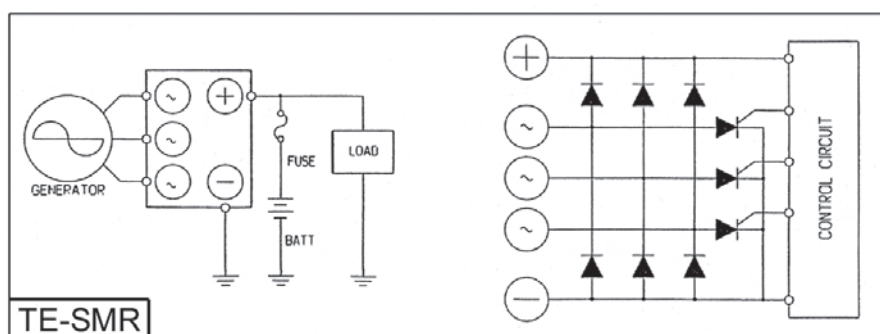 ~ +
~
~ -
GENERATOR
FUSE
BATT
LOAD
TE-SMR
+
~
~
~
-
CONTROL CIRCUIT